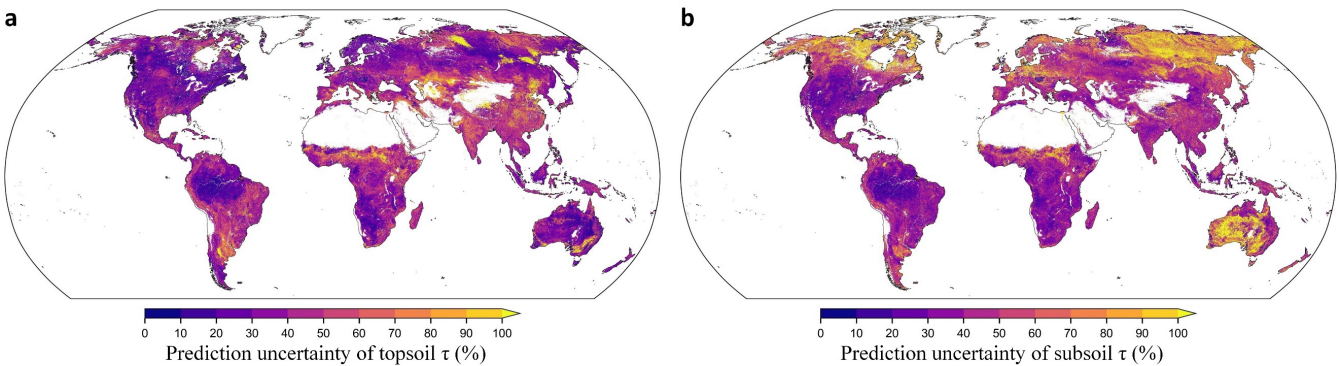 a
b
0 10 20 30 40 50 60 70 80 90 100
Prediction uncertainty of topsoil τ (%)
0 10 20 30 40 50 60 70 80 90 100
Prediction uncertainty of subsoil τ (%)